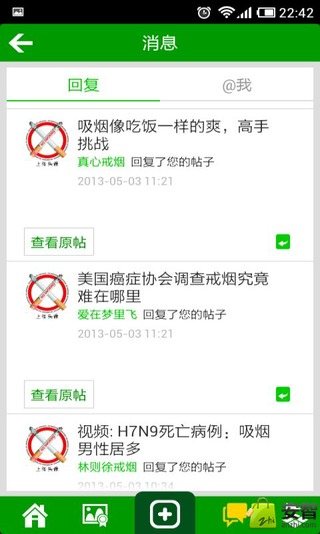 22:42
消息
回复
@我
吸烟像吃饭一样的爽，高手
挑战
真心戒烟 回复了您的帖子
2013-05-03 11:21
查看原帖
美国癌症协会调查戒烟究竟
难在哪里
爱在梦里飞 回复了您的帖子
2013-05-03 11:21
查看原帖
视频: H7N9死亡病例；吸烟
男性居多
林则徐戒烟 回复了您的帖子
2013-05-03 10:34